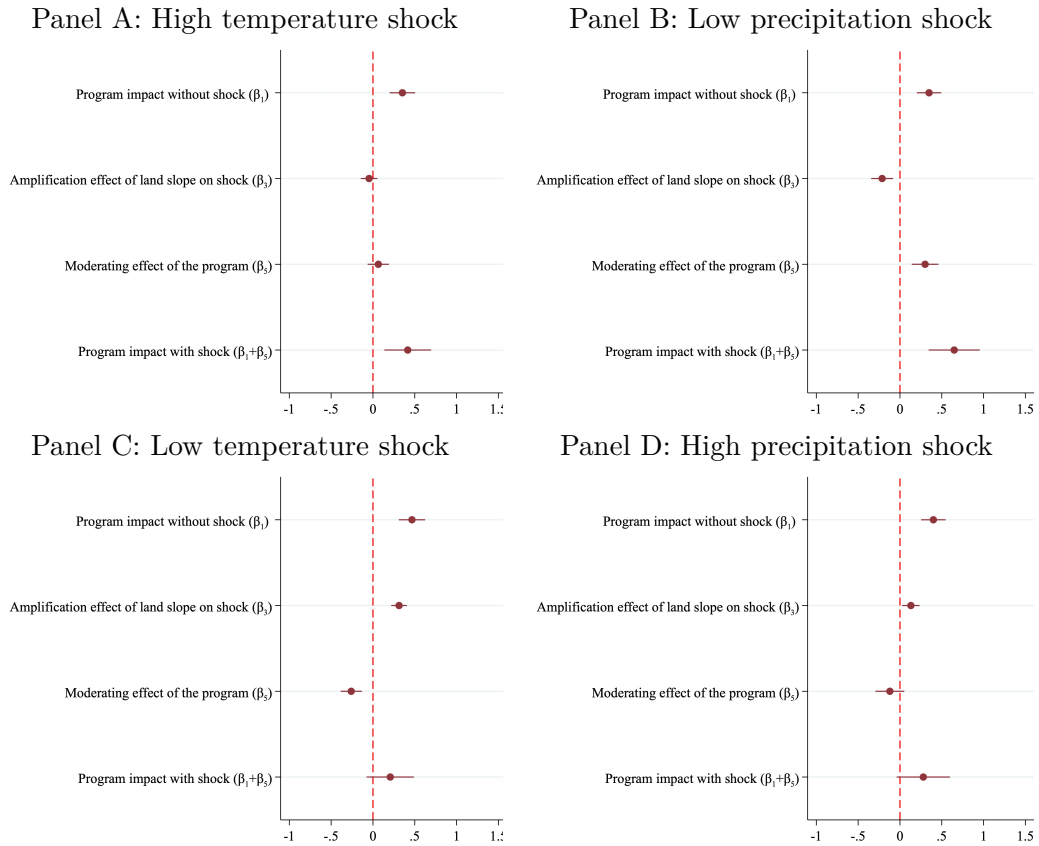 Panel A: High temperature shock
Program impact without shock (β₁)
Amplification effect of land slope on shock (β₃)
Moderating effect of the program (β₅)
Program impact with shock (β₁+β₅)
-1 -.5 0 .5 1 1.5
Panel B: Low precipitation shock
Program impact without shock (β₁)
Amplification effect of land slope on shock (β₃)
Moderating effect of the program (β₅)
Program impact with shock (β₁+β₅)
-1 -.5 0 .5 1 1.5
Panel C: Low temperature shock
Program impact without shock (β₁)
Amplification effect of land slope on shock (β₃)
Moderating effect of the program (β₅)
Program impact with shock (β₁+β₅)
-1 -.5 0 .5 1 1.5
Panel D: High precipitation shock
Program impact without shock (β₁)
Amplification effect of land slope on shock (β₃)
Moderating effect of the program (β₅)
Program impact with shock (β₁+β₅)
-1 -.5 0 .5 1 1.5